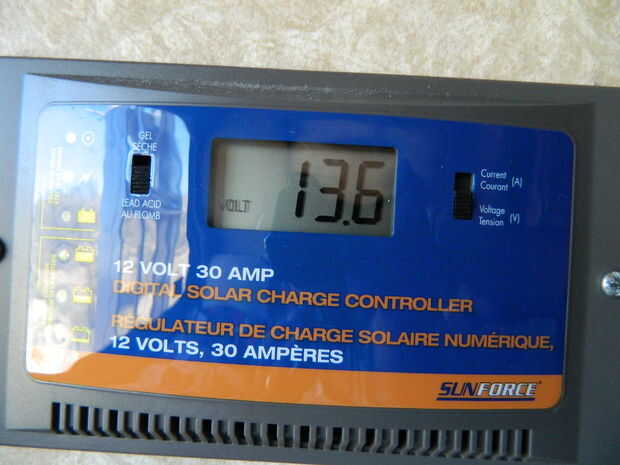 GEL
SÈCHE
LEAD ACID
AU PLOMB
VOLT 13.6
Current
Courant (A)
Voltage
Tension (V)
12 VOLT 30 AMP
DIGITAL SOLAR CHARGE CONTROLLER
RÉGULATEUR DE CHARGE SOLAIRE NUMÉRIQUE,
12 VOLTS, 30 AMPÈRES
SUNFORCE